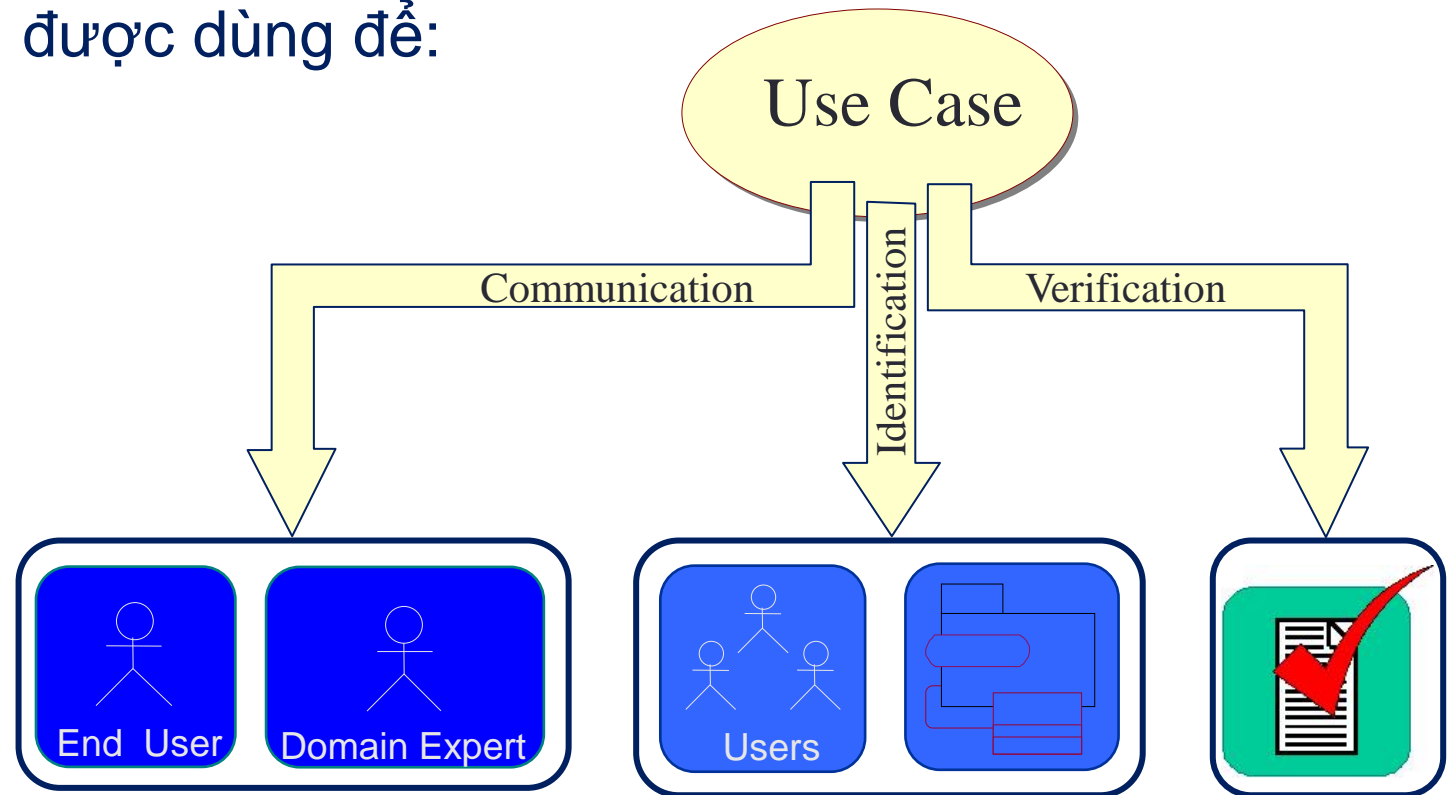 được dùng để:
Use Case
Communication
Identification
Verification
End User
Domain Expert
Users